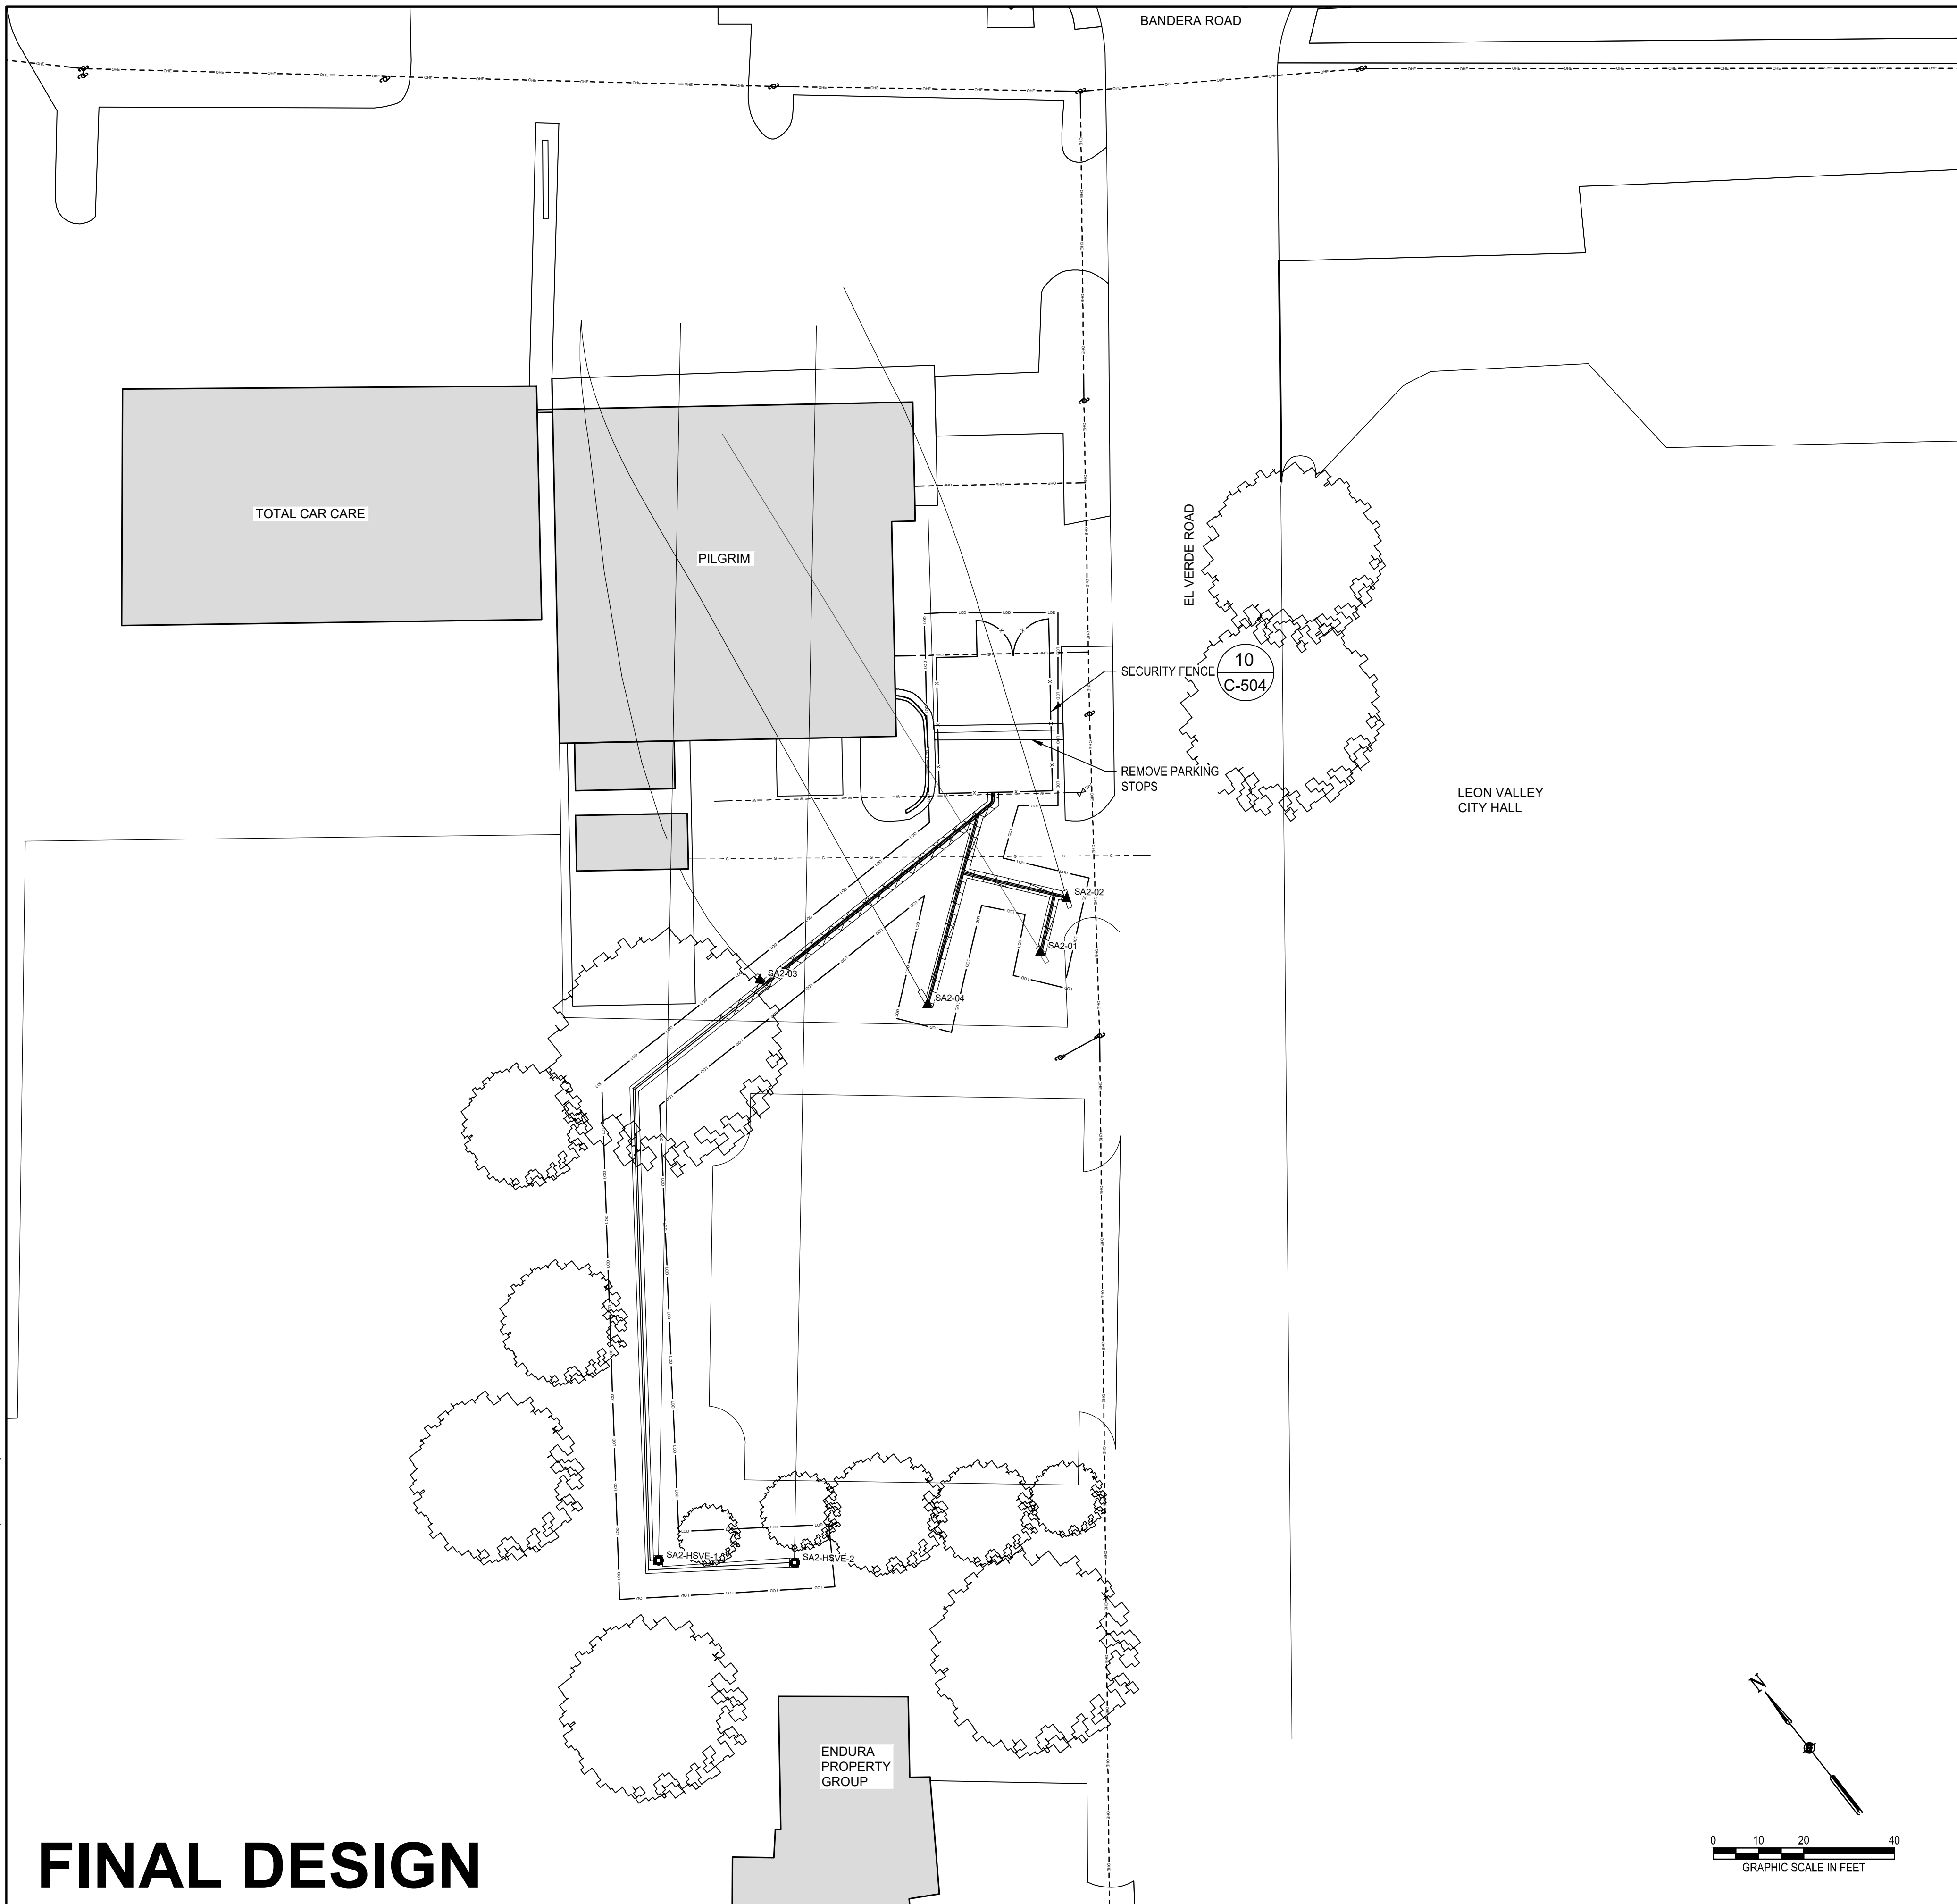 BANDERA ROAD
TOTAL CAR CARE
PILGRIM
EL VERDE ROAD
SECURITY FENCE
10
C-504
REMOVE PARKING
STOPS
LEON VALLEY
CITY HALL
SA2-02
SA2-01
SA2-03
SA2-04
SA2-HSVE-1
SA2-HSVE-2
ENDURA
PROPERTY
GROUP
N
0 10 20 40
GRAPHIC SCALE IN FEET
FINAL DESIGN